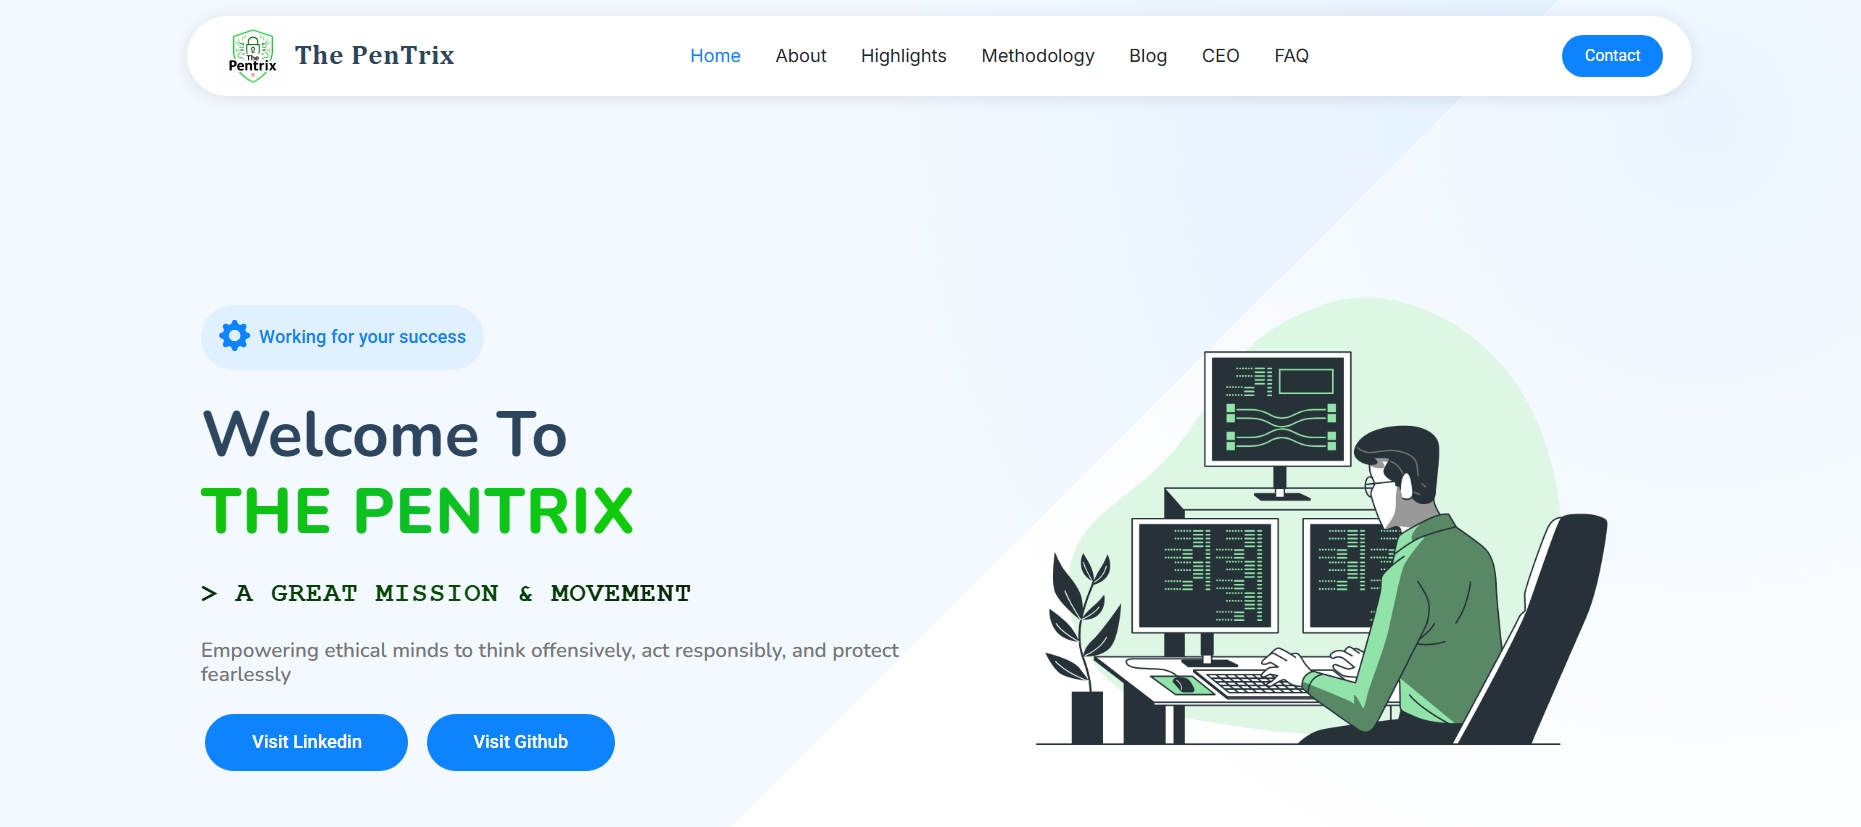 The
Pentrix
The PenTrix
Home
About
Highlights
Methodology
Blog
CEO
FAQ
Contact
Working for your success
Welcome To
THE PENTRIX
> A GREAT MISSION & MOVEMENT
Empowering ethical minds to think offensively, act responsibly, and protect
fearlessly
Visit Linkedin
Visit Github